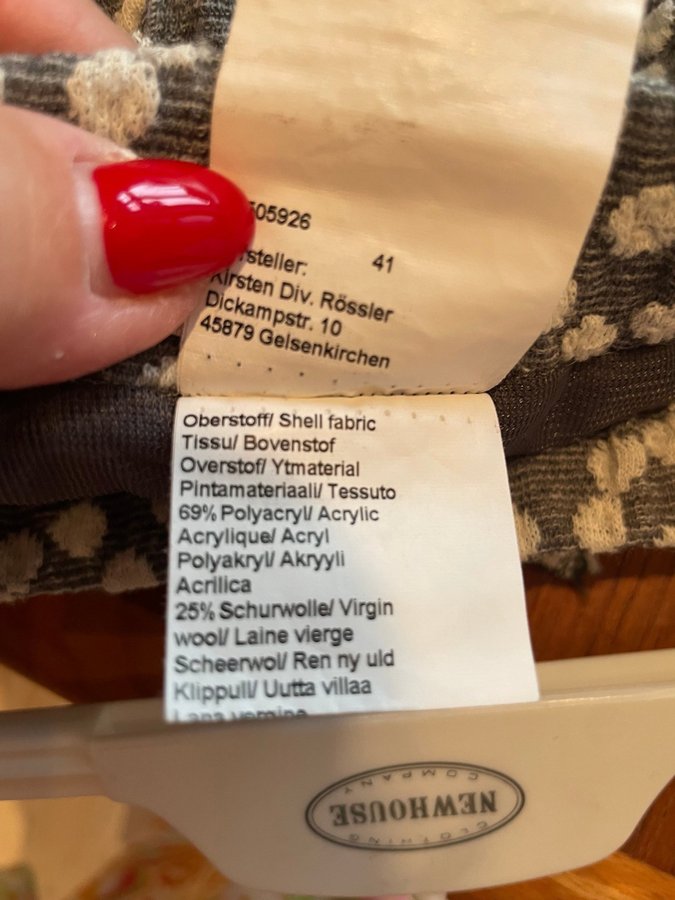 505926
41
steller:
Kirsten Div. Rössler
Dickampstr. 10
45879 Gelsenkirchen
Oberstoff/ Shell fabric
Tissu/ Bovenstof
Overstof/ Ytmaterial
Pintamateriaali/ Tessuto
69% Polyacryl/ Acrylic
Acrylique/ Acryl
Polyakryl/ Akryyli
Acrilica
25% Schurwolle/ Virgin
wool/ Laine vierge
Scheerwol/ Ren ny uld
Klippull/ Uutta villaa
Lana vergine
CLOTHING
NEWHOUSE
COMPANY